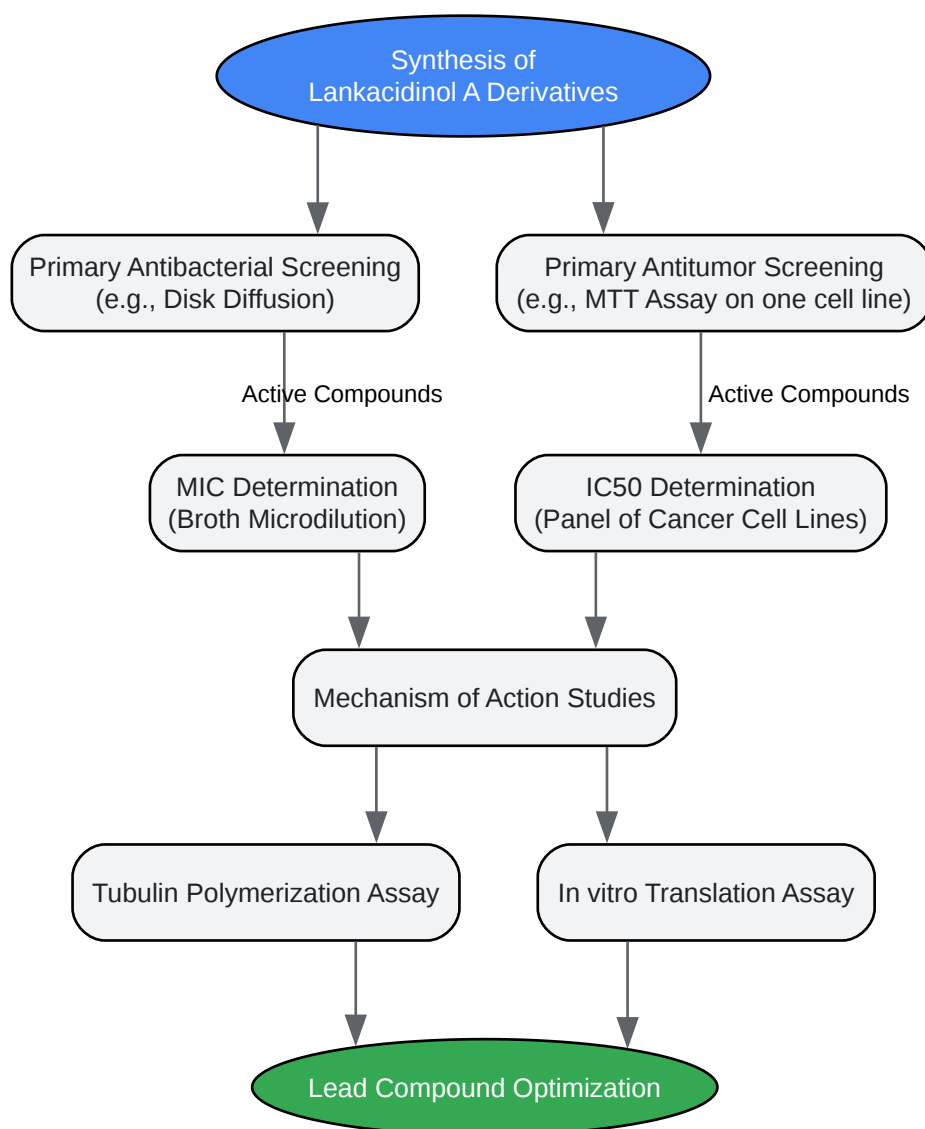 Synthesis of
Lankacidinol A Derivatives
Primary Antibacterial Screening
(e.g., Disk Diffusion)
Primary Antitumor Screening
(e.g., MTT Assay on one cell line)
Active Compounds
Active Compounds
MIC Determination
(Broth Microdilution)
IC50 Determination
(Panel of Cancer Cell Lines)
Mechanism of Action Studies
Tubulin Polymerization Assay
In vitro Translation Assay
Lead Compound Optimization